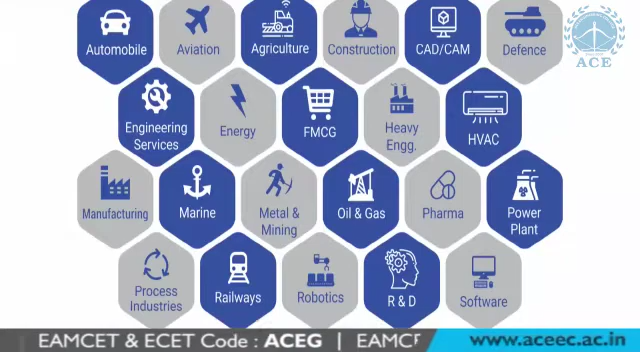 Automobile
Aviation
Agriculture
Construction
CAD/CAM
Defence
ACE
Engineering
Services
Energy
FMCG
Heavy
Engg.
HVAC
Manufacturing
Marine
Metal &
Mining
Oil & Gas
Pharma
Power
Plant
Process
Industries
Railways
Robotics
R & D
Software
EAMCET & ECET Code : ACEG | EAMC
www.aceec.ac.in